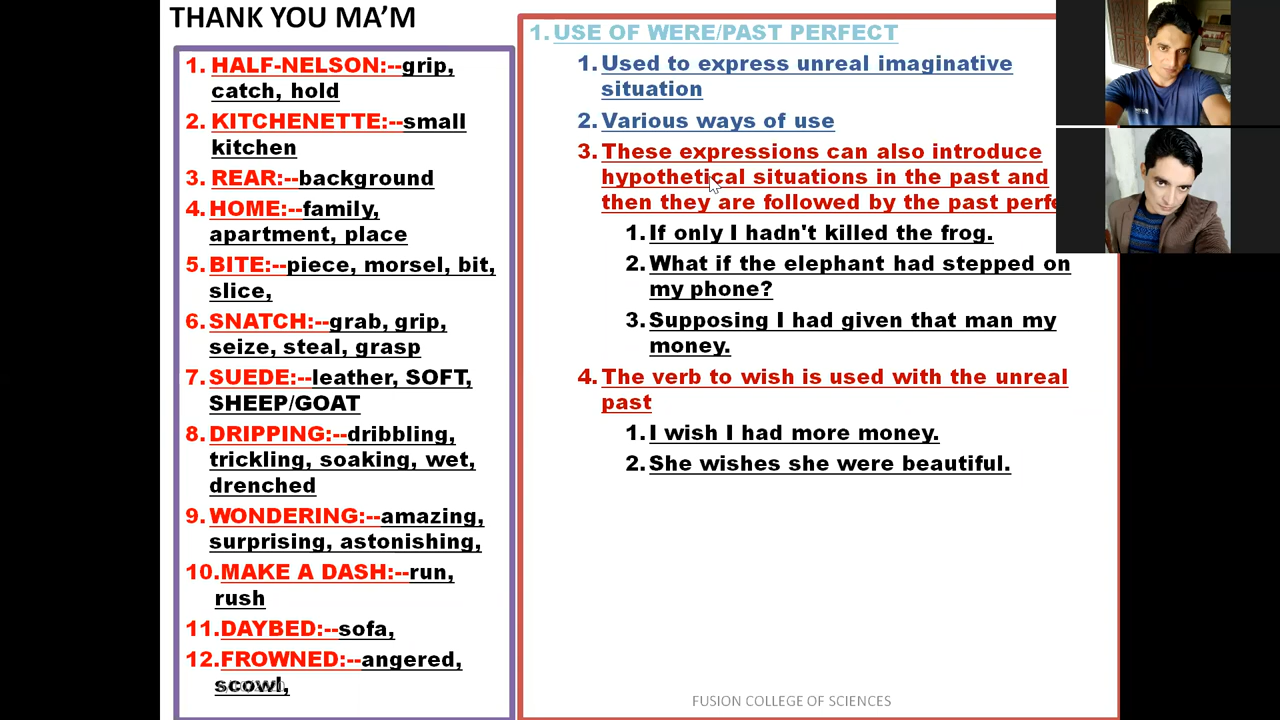 THANK YOU MA’M
1. HALF-NELSON:--grip,
catch, hold
2. KITCHENETTE:--small
kitchen
3. REAR:--background
4. HOME:--family,
apartment, place
5. BITE:--piece, morsel, bit,
slice,
6. SNATCH:--grab, grip,
seize, steal, grasp
7. SUEDE:--leather, SOFT,
SHEEP/GOAT
8. DRIPPING:--dribbling,
trickling, soaking, wet,
drenched
9. WONDERING:--amazing,
surprising, astonishing,
10. MAKE A DASH:--run,
rush
11. DAYBED:--sofa,
12. FROWNED:--angered,
scowl,
1. USE OF WERE/PAST PERFECT
1. Used to express unreal imaginative
situation
2. Various ways of use
3. These expressions can also introduce
hypothetical situations in the past and
then they are followed by the past perfe
1. If only I hadn't killed the frog.
2. What if the elephant had stepped on
my phone?
3. Supposing I had given that man my
money.
4. The verb to wish is used with the unreal
past
1. I wish I had more money.
2. She wishes she were beautiful.
FUSION COLLEGE OF SCIENCES